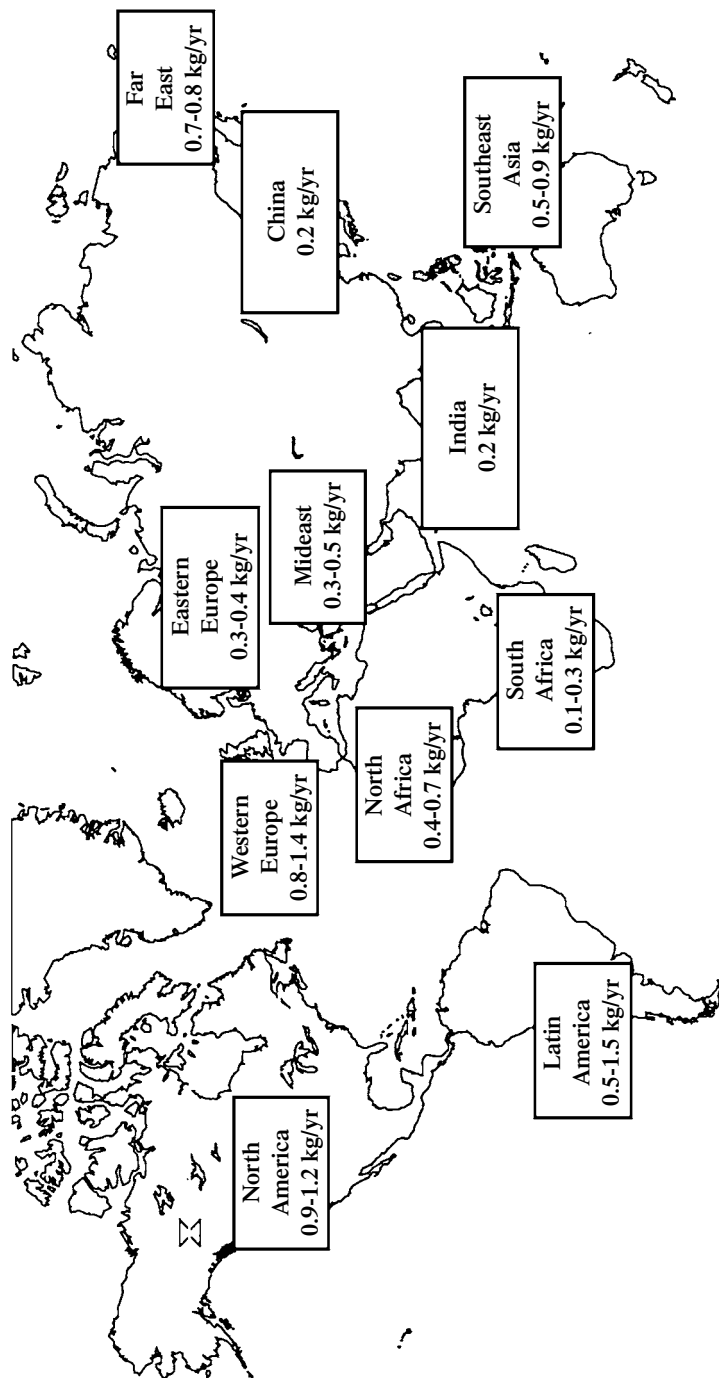 North
America
0.9-1.2 kg/yr
Latin
America
0.5-1.5 kg/yr
Western
Europe
0.8-1.4 kg/yr
North
Africa
0.4-0.7 kg/yr
Eastern
Europe
0.3-0.4 kg/yr
Mideast
0.3-0.5 kg/yr
South
Africa
0.1-0.3 kg/yr
India
0.2 kg/yr
Far
East
0.7-0.8 kg/yr
China
0.2 kg/yr
Southeast
Asia
0.5-0.9 kg/yr